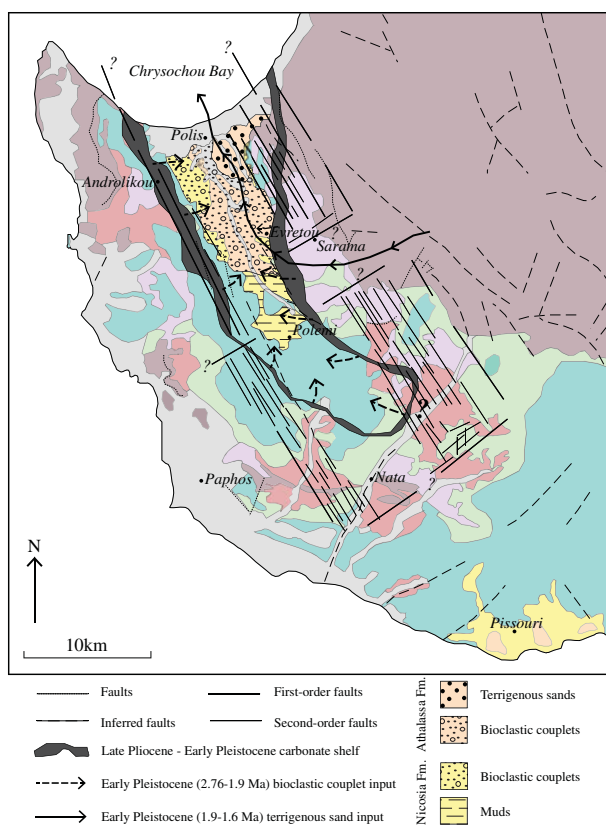 ?
?
Chrysochou Bay
Polis
Androlikou
Evretou
?
Sarama
?
Polemi
?
?
Paphos
Nata
?
N
Pissouri
10km
Faults
First-order faults
Inferred faults
Second-order faults
Late Pliocene - Early Pleistocene carbonate shelf
Early Pleistocene (2.76-1.9 Ma) bioclastic couplet input
Early Pleistocene (1.9-1.6 Ma) terrigenous sand input
Athalassa Fm.
Terrigenous sands
Bioclastic couplets
Nicosia Fm.
Bioclastic couplets
Muds